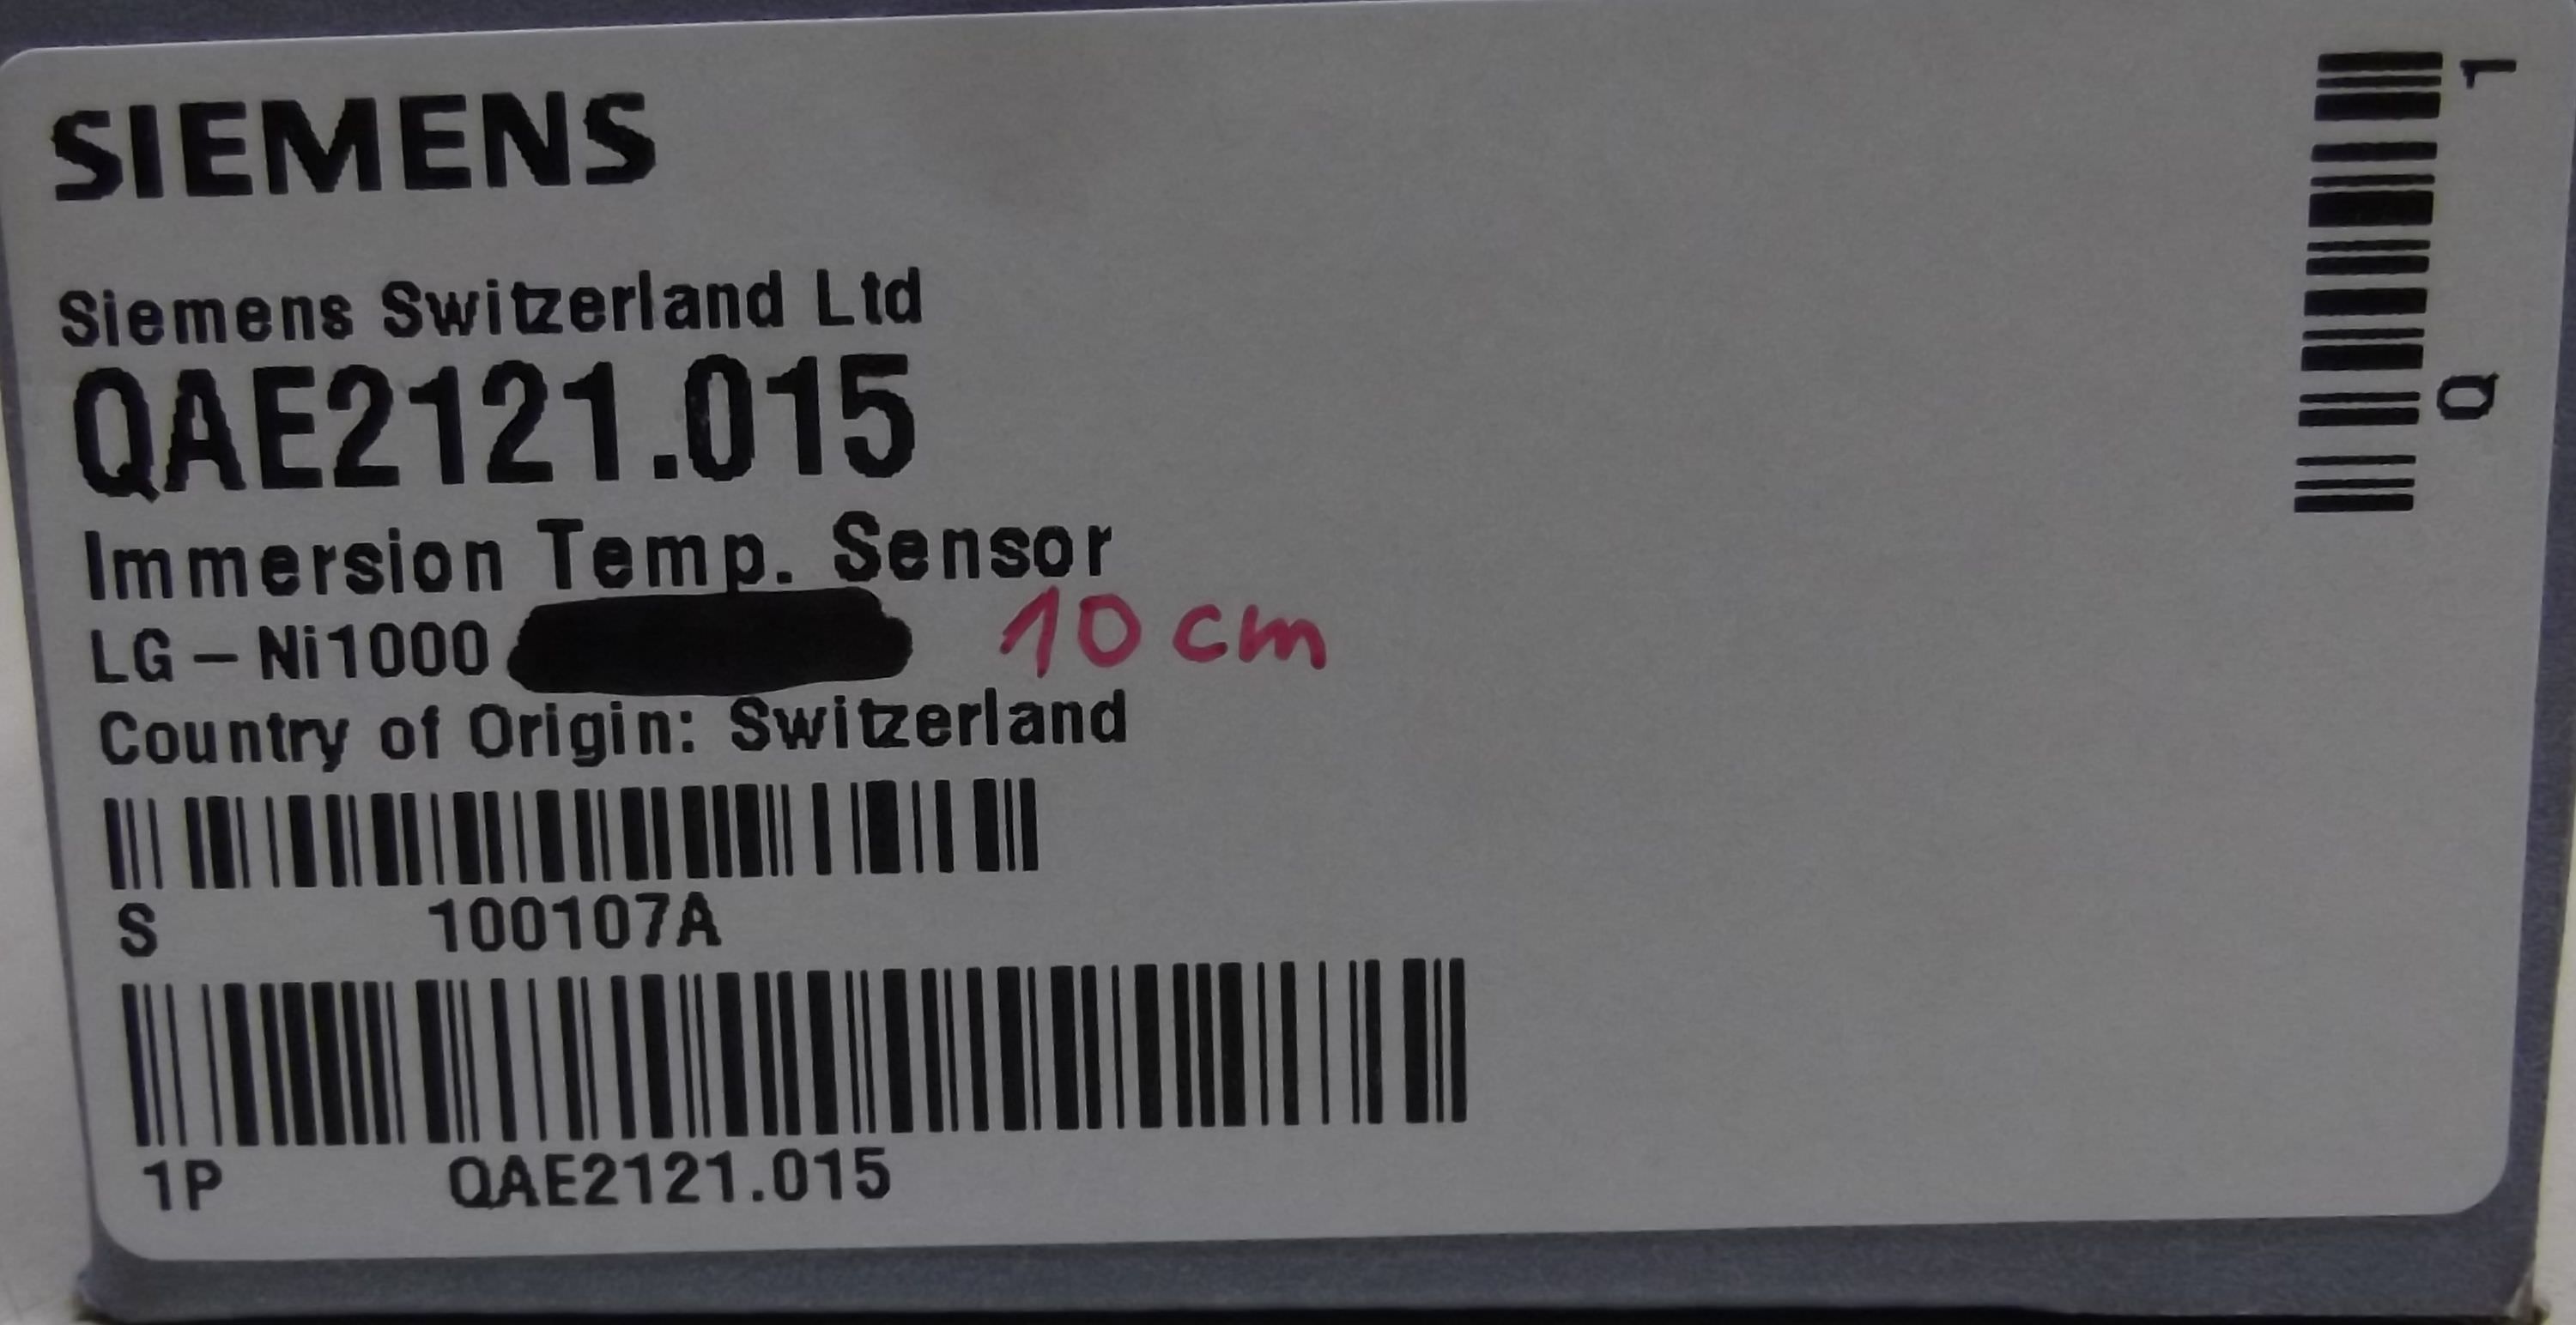 SIEMENS
Siemens Switzerland Ltd
QAE2121.015
Immersion Temp. Sensor
LG-Ni1000 10 cm
Country of Origin: Switzerland
S 100107A
1P QAE2121.015
Q 1